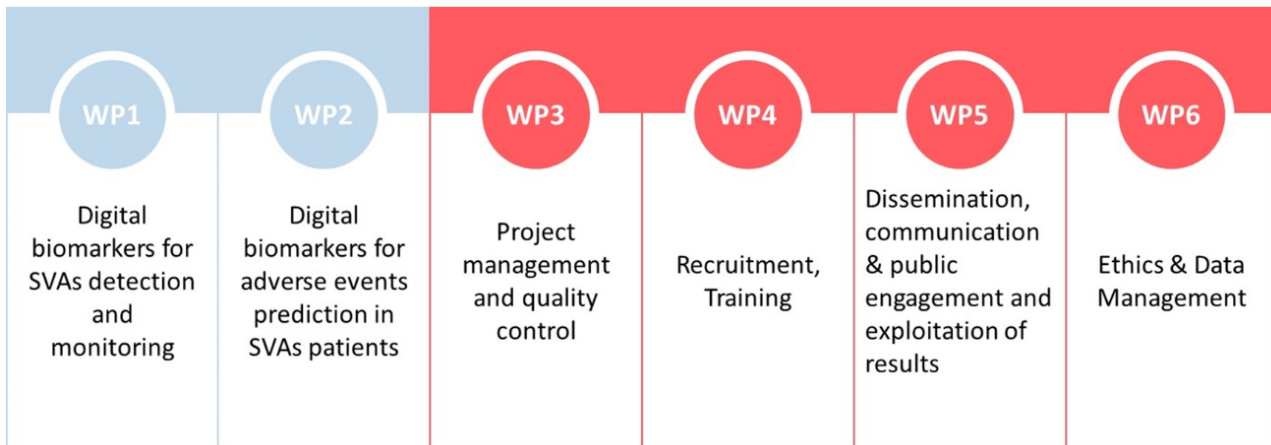 WP1
WP2
WP3
WP4
WP5
WP6
Digital
biomarkers for
SVAs detection
and
monitoring
Digital
biomarkers for
adverse events
prediction in
SVAs patients
Project
management
and quality
control
Recruitment,
Training
Dissemination,
communication
& public
engagement and
exploitation of
results
Ethics & Data
Management